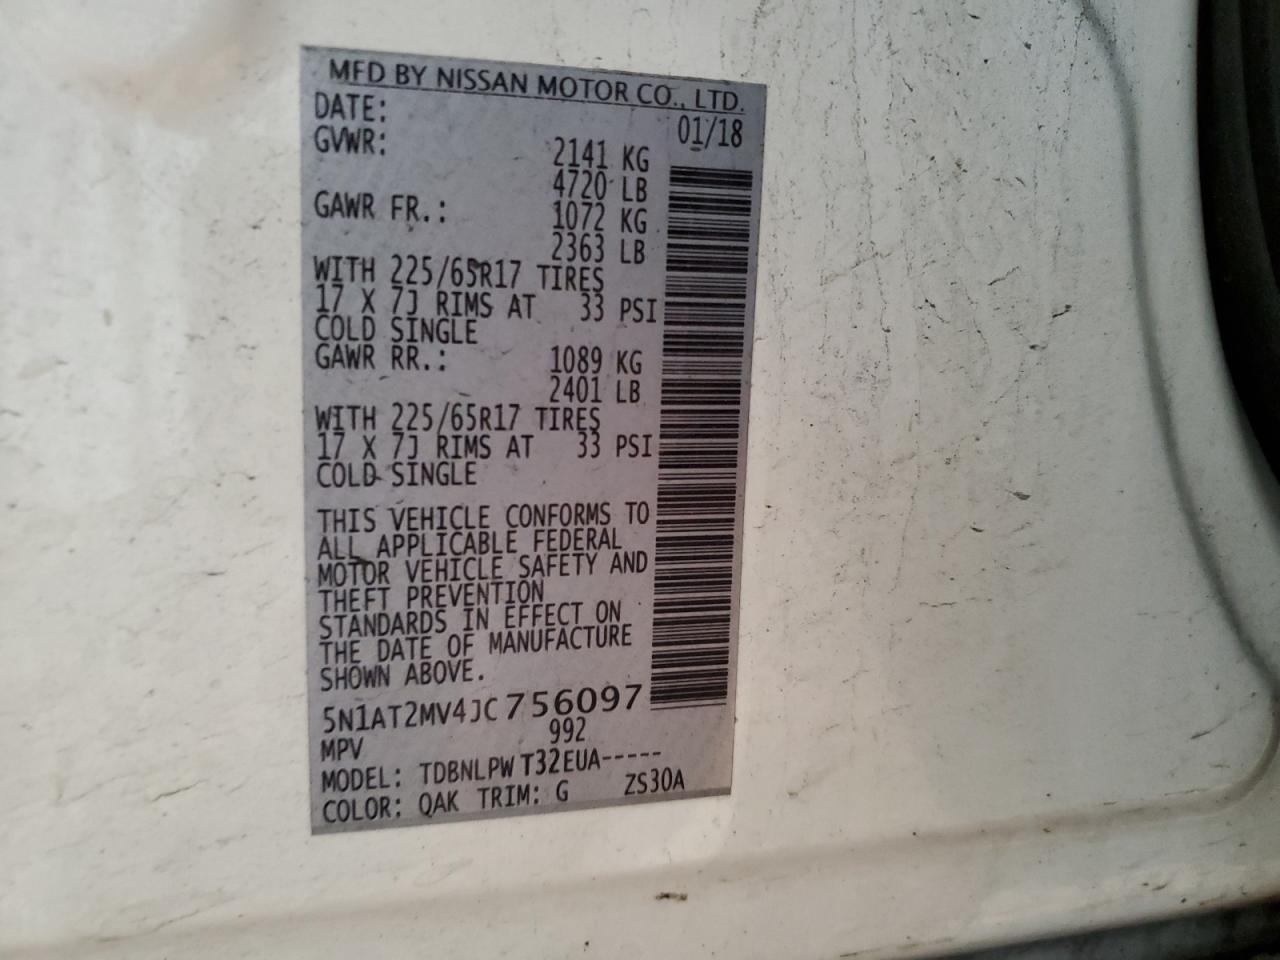 MFD BY NISSAN MOTOR CO., LTD.
DATE: 01/18
GVWR: 2141 KG
4720 LB
GAWR FR.: 1072 KG
2363 LB
WITH 225/65R17 TIRES
17 X 7J RIMS AT 33 PSI
COLD SINGLE
GAWR RR.: 1089 KG
2401 LB
WITH 225/65R17 TIRES
17 X 7J RIMS AT 33 PSI
COLD SINGLE
THIS VEHICLE CONFORMS TO
ALL APPLICABLE FEDERAL
MOTOR VEHICLE SAFETY AND
THEFT PREVENTION
STANDARDS IN EFFECT ON
THE DATE OF MANUFACTURE
SHOWN ABOVE.
5N1AT2MV4JC756097
MPV 992
MODEL: TDBNLPW T32EUA-----
COLOR: QAK TRIM: G ZS30A